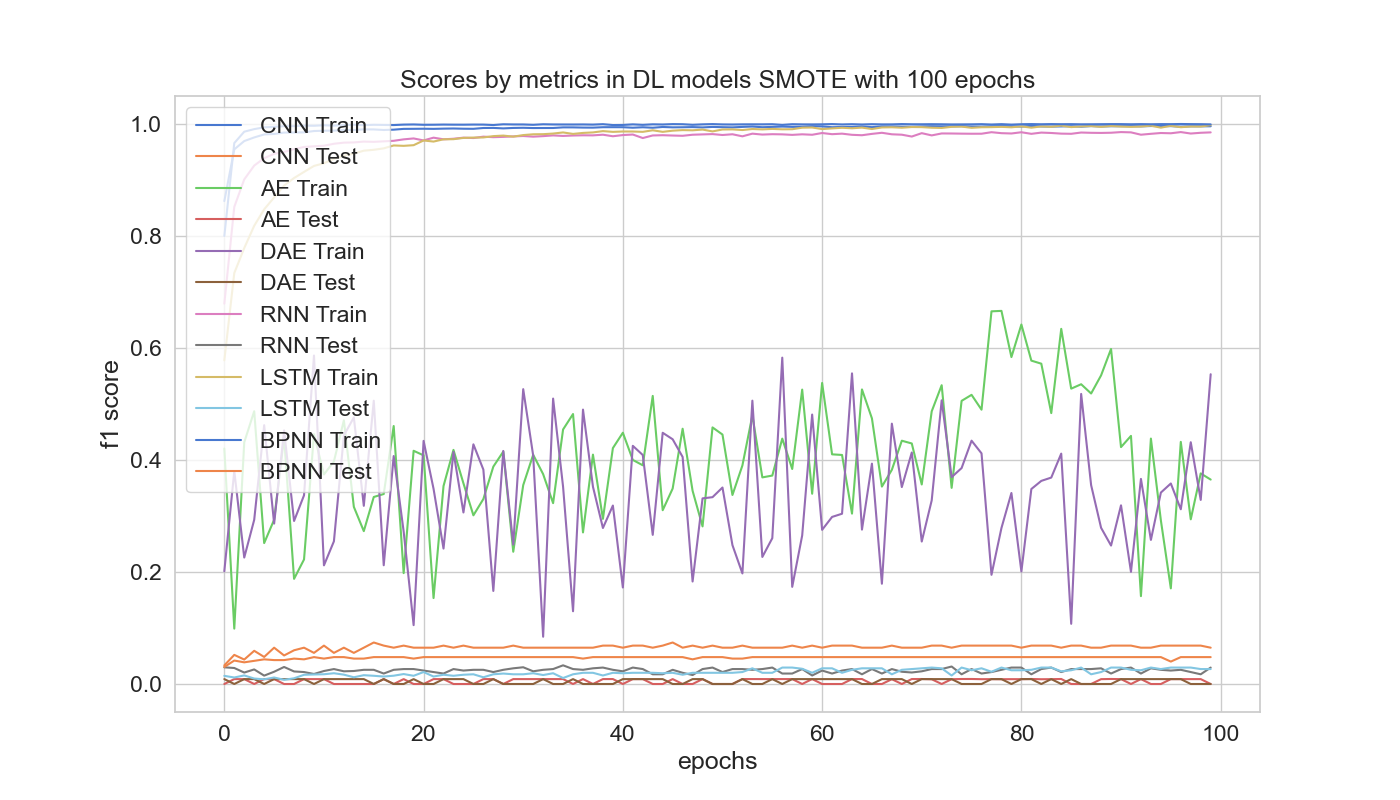 Scores by metrics in DL models SMOTE with 100 epochs
1.0
0.8
0.6
0.4
0.2
0.0
f1 score
CNN Train
CNN Test
AE Train
AE Test
DAE Train
DAE Test
RNN Train
RNN Test
LSTM Train
LSTM Test
BPNN Train
BPNN Test
0 20 40 60 80 100
epochs